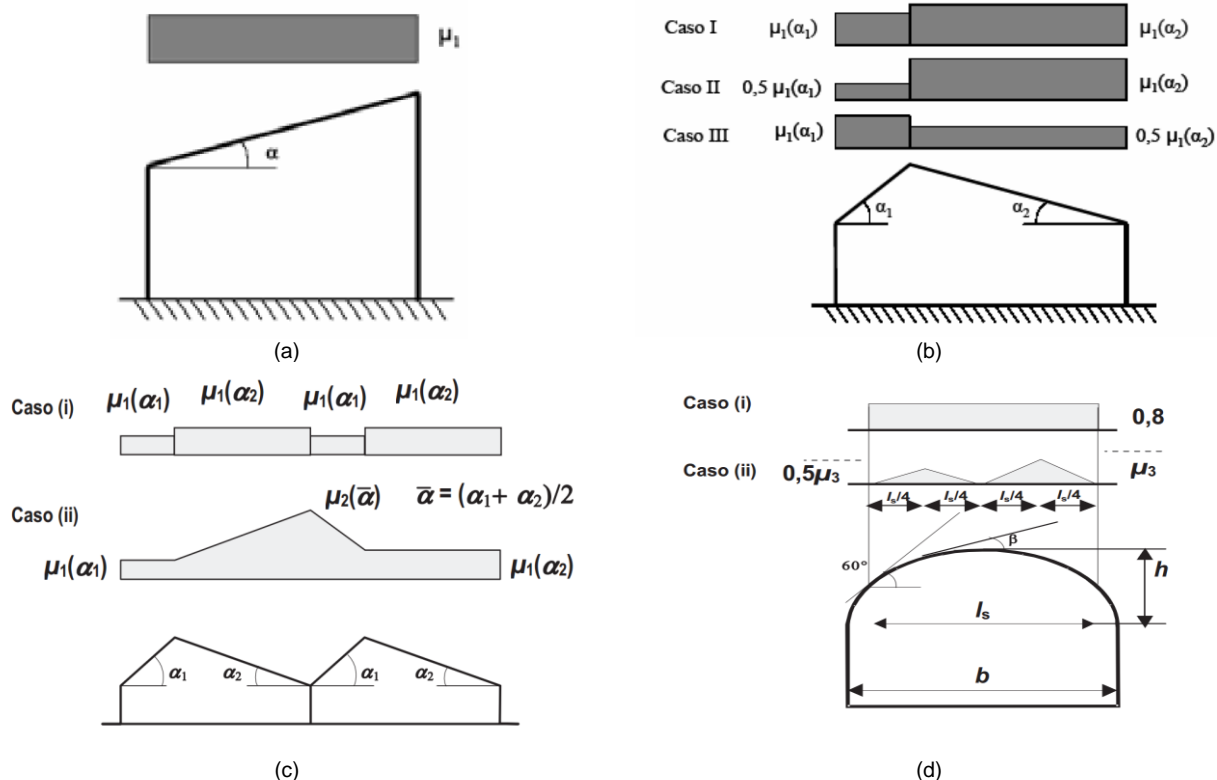 μ₁
α
(a)
Caso I μ₁(α₁) μ₁(α₂)
Caso II 0,5 μ₁(α₁) μ₁(α₂)
Caso III μ₁(α₁) 0,5 μ₁(α₂)
α₁ α₂
(b)
Caso (i) μ₁(α₁) μ₁(α₂) μ₁(α₁) μ₁(α₂)
μ₂(ᾱ) ᾱ = (α₁+ α₂)/2
Caso (ii)
μ₁(α₁) μ₁(α₂)
α₁ α₂ α₁ α₂
(c)
Caso (i) 0,8
Caso (ii) 0,5μ₃ μ₃
lₛ/4 lₛ/4 lₛ/4 lₛ/4
β
60° h
lₛ
b
(d)